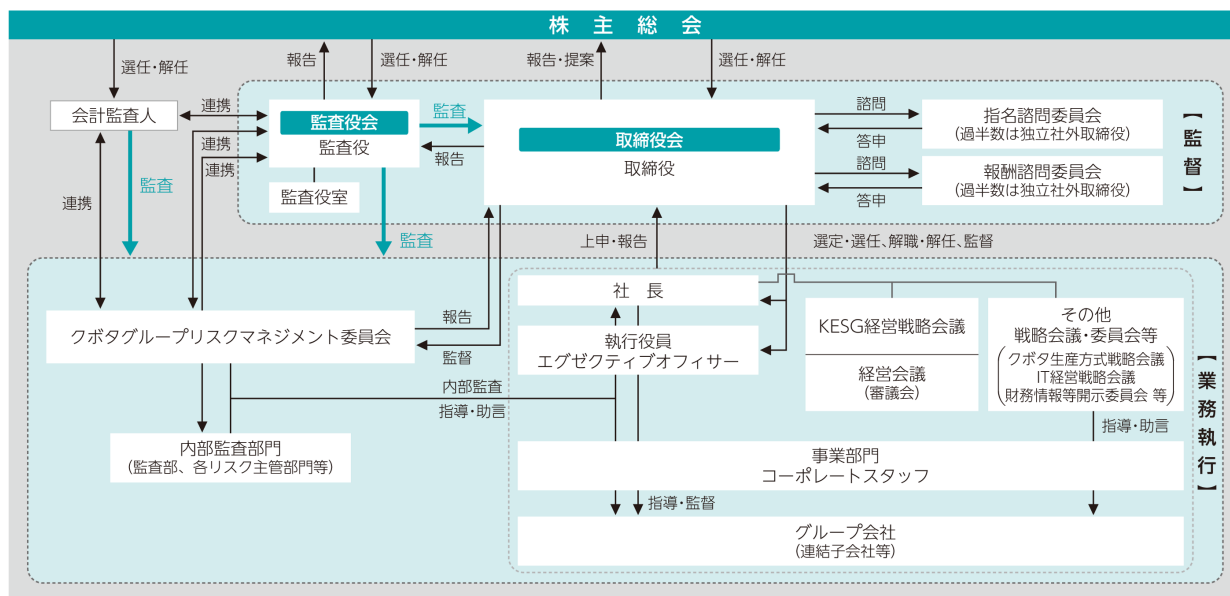 株主総会
選任・解任
報告
選任・解任
報告・提案
選任・解任
会計監査人
連携
連携
連携
監査役会
監査役
監査役室
監査
報告
取締役会
取締役
諮問
答申
指名諮問委員会
(過半数は独立社外取締役)
諮問
答申
報酬諮問委員会
(過半数は独立社外取締役)
【監督】
連携
監査
監査
上申・報告
選定・選任、解職・解任、監督
社長
執行役員
エグゼクティブオフィサー
クボタグループリスクマネジメント委員会
報告
監督
KESG経営戦略会議
経営会議
(審議会)
その他
戦略会議・委員会等
(クボタ生産方式戦略会議
IT経営戦略会議
財務情報等開示委員会 等)
内部監査
指導・助言
指導・助言
内部監査部門
(監査部、各リスク主管部門等)
事業部門
コーポレートスタッフ
指導・監督
グループ会社
(連結子会社等)
【業務執行】